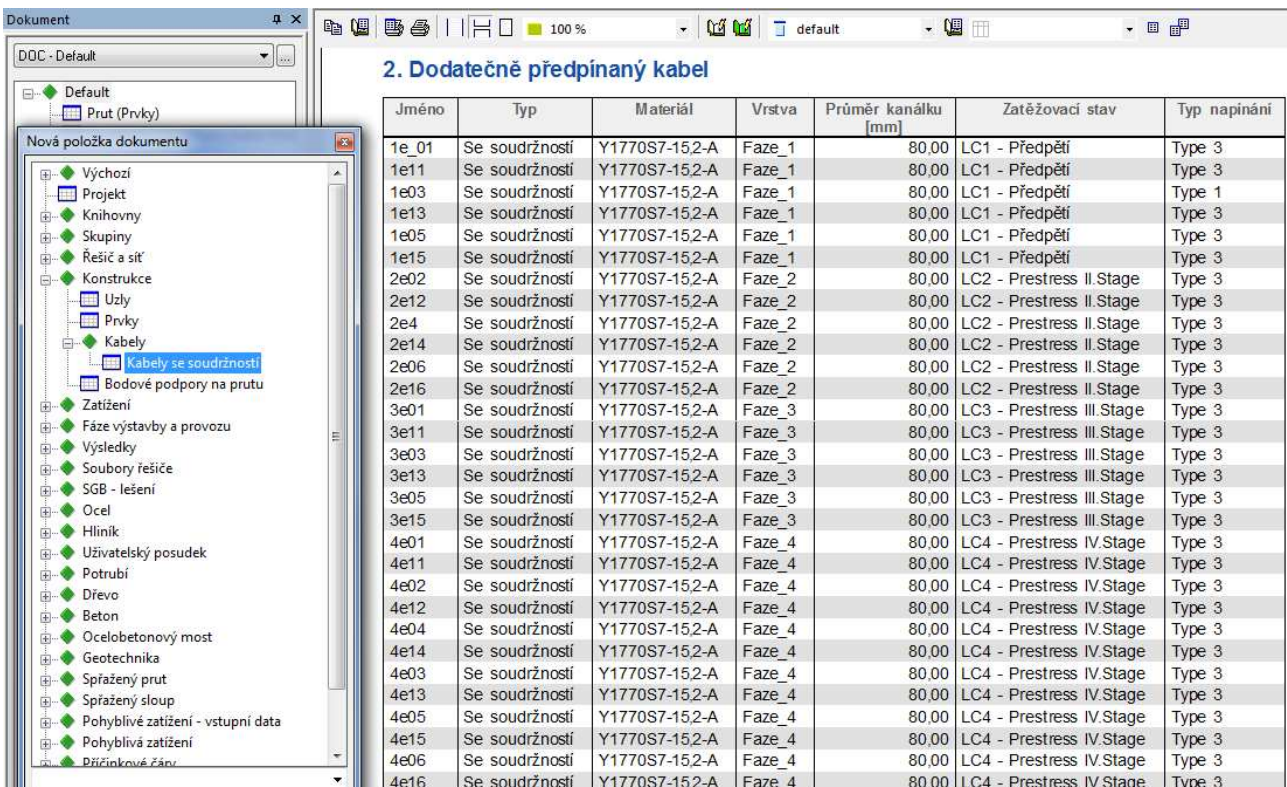 Dokument
DOC - Default
...
Default
Prut (Prvky)
Nová položka dokumentu
Výchozí
Projekt
Knihovny
Skupiny
Řešič a síť
Konstrukce
Uzly
Prvky
Kabely
Kabely se soudržností
Bodové podpory na prutu
Zatížení
Fáze výstavby a provozu
Výsledky
Soubory řešiče
SGB - lešení
Ocel
Hliník
Uživatelský posudek
Potrubí
Dřevo
Beton
Ocelobetonový most
Geotechnika
Spřažený prut
Spřažený sloup
Pohyblivé zatížení - vstupní data
Pohyblivá zatížení
Příčinkové čáry
100 % default
2. Dodatečně předpínaný kabel
Jméno Typ Materiál Vrstva Průměr kanálku Zatěžovací stav Typ napínání
[mm]
1e_01 Se soudržností Y1770S7-15,2-A Faze_1 80,00 LC1 - Předpětí Type 3
1e11 Se soudržností Y1770S7-15,2-A Faze_1 80,00 LC1 - Předpětí Type 3
1e03 Se soudržností Y1770S7-15,2-A Faze_1 80,00 LC1 - Předpětí Type 1
1e13 Se soudržností Y1770S7-15,2-A Faze_1 80,00 LC1 - Předpětí Type 3
1e05 Se soudržností Y1770S7-15,2-A Faze_1 80,00 LC1 - Předpětí Type 3
1e15 Se soudržností Y1770S7-15,2-A Faze_1 80,00 LC1 - Předpětí Type 3
2e02 Se soudržností Y1770S7-15,2-A Faze_2 80,00 LC2 - Prestress II.Stage Type 3
2e12 Se soudržností Y1770S7-15,2-A Faze_2 80,00 LC2 - Prestress II.Stage Type 3
2e4 Se soudržností Y1770S7-15,2-A Faze_2 80,00 LC2 - Prestress II.Stage Type 3
2e14 Se soudržností Y1770S7-15,2-A Faze_2 80,00 LC2 - Prestress II.Stage Type 3
2e06 Se soudržností Y1770S7-15,2-A Faze_2 80,00 LC2 - Prestress II.Stage Type 3
2e16 Se soudržností Y1770S7-15,2-A Faze_2 80,00 LC2 - Prestress II.Stage Type 3
3e01 Se soudržností Y1770S7-15,2-A Faze_3 80,00 LC3 - Prestress III.Stage Type 3
3e11 Se soudržností Y1770S7-15,2-A Faze_3 80,00 LC3 - Prestress III.Stage Type 3
3e03 Se soudržností Y1770S7-15,2-A Faze_3 80,00 LC3 - Prestress III.Stage Type 3
3e13 Se soudržností Y1770S7-15,2-A Faze_3 80,00 LC3 - Prestress III.Stage Type 3
3e05 Se soudržností Y1770S7-15,2-A Faze_3 80,00 LC3 - Prestress III.Stage Type 3
3e15 Se soudržností Y1770S7-15,2-A Faze_3 80,00 LC3 - Prestress III.Stage Type 3
4e01 Se soudržností Y1770S7-15,2-A Faze_4 80,00 LC4 - Prestress IV.Stage Type 3
4e11 Se soudržností Y1770S7-15,2-A Faze_4 80,00 LC4 - Prestress IV.Stage Type 3
4e02 Se soudržností Y1770S7-15,2-A Faze_4 80,00 LC4 - Prestress IV.Stage Type 3
4e12 Se soudržností Y1770S7-15,2-A Faze_4 80,00 LC4 - Prestress IV.Stage Type 3
4e04 Se soudržností Y1770S7-15,2-A Faze_4 80,00 LC4 - Prestress IV.Stage Type 3
4e14 Se soudržností Y1770S7-15,2-A Faze_4 80,00 LC4 - Prestress IV.Stage Type 3
4e03 Se soudržností Y1770S7-15,2-A Faze_4 80,00 LC4 - Prestress IV.Stage Type 3
4e13 Se soudržností Y1770S7-15,2-A Faze_4 80,00 LC4 - Prestress IV.Stage Type 3
4e05 Se soudržností Y1770S7-15,2-A Faze_4 80,00 LC4 - Prestress IV.Stage Type 3
4e15 Se soudržností Y1770S7-15,2-A Faze_4 80,00 LC4 - Prestress IV.Stage Type 3
4e06 Se soudržností Y1770S7-15,2-A Faze_4 80,00 LC4 - Prestress IV.Stage Type 3
4e16 Se soudržností Y1770S7-15,2-A Faze_4 80,00 LC4 - Prestress IV.Stage Type 3